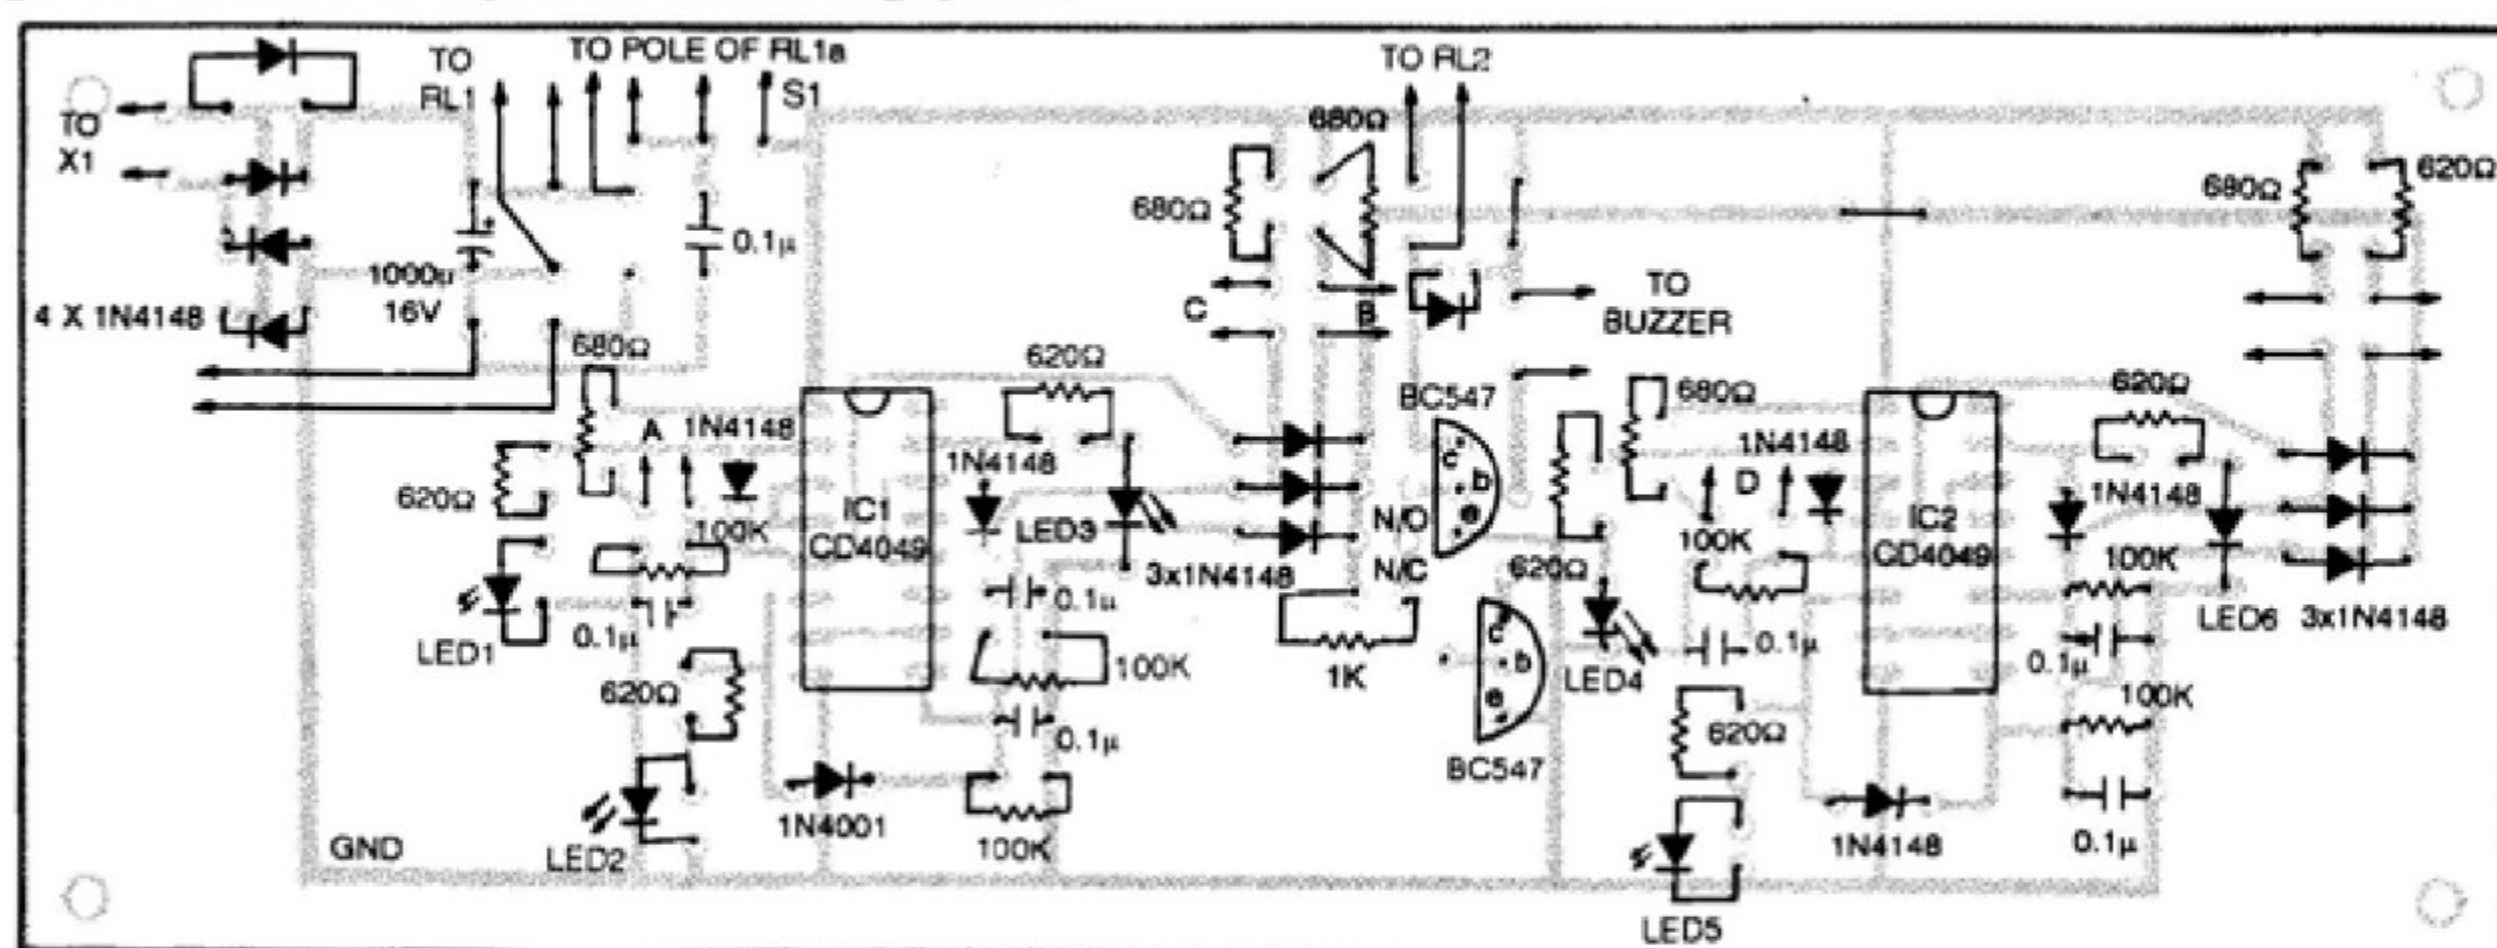 TO POLE OF RL1a
TO
RL1
S1
TO
X1
TO RL2
680Ω
680Ω
680Ω
620Ω
0.1µ
1000u
16V
4 X 1N4148
C
B
TO
BUZZER
680Ω
620Ω
BC547
680Ω
620Ω
A
1N4148
1N4148
1N4148
D
1N4148
620Ω
100K
IC1
CD4049
LED3
c
b
e
N/O
N/C
100K
IC2
CD4049
100K
3x1N4148
620Ω
0.1µ
LED1
0.1µ
LED6
3x1N4148
620Ω
100K
1K
c
b
e
LED4
0.1µ
0.1µ
100K
0.1µ
620Ω
BC547
1N4001
100K
GND
LED2
1N4148
0.1µ
LED5